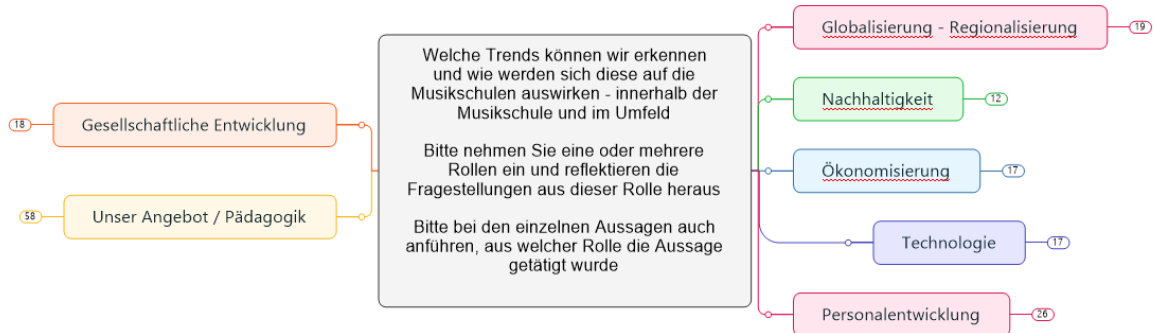 Welche Trends können wir erkennen
und wie werden sich diese auf die
Musikschulen auswirken - innerhalb der
Musikschule und im Umfeld
Bitte nehmen Sie eine oder mehrere
Rollen ein und reflektieren die
Fragestellungen aus dieser Rolle heraus
Bitte bei den einzelnen Aussagen auch
anführen, aus welcher Rolle die Aussage
getätigt wurde
18 Gesellschaftliche Entwicklung
58 Unser Angebot / Pädagogik
Globalisierung - Regionalisierung 19
Nachhaltigkeit 12
Ökonomisierung 17
Technologie 17
Personalentwicklung 26